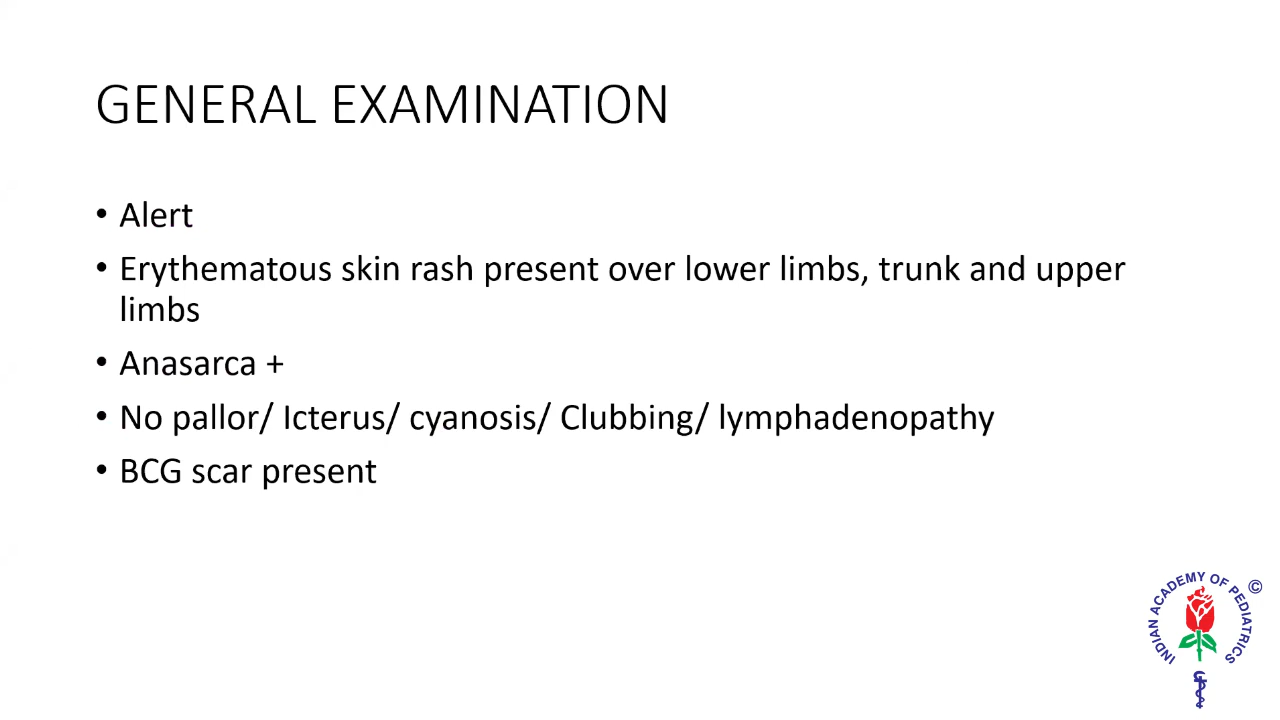 GENERAL EXAMINATION
• Alert
• Erythematous skin rash present over lower limbs, trunk and upper
limbs
• Anasarca +
• No pallor/ Icterus/ cyanosis/ Clubbing/ lymphadenopathy
• BCG scar present
INDIAN ACADEMY OF PEDIATRICS
©